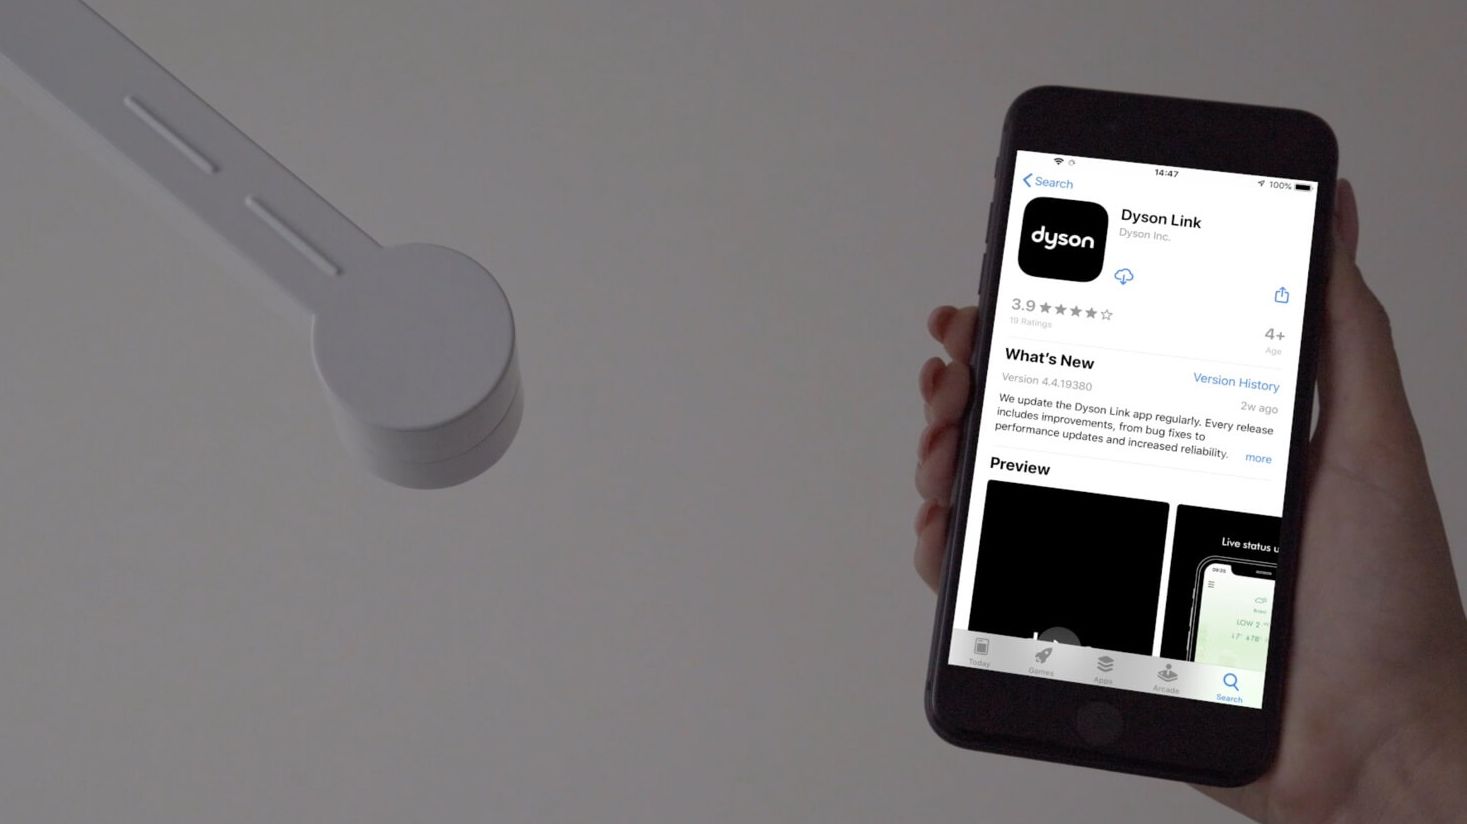 14:47
100%
Search
dyson
Dyson Link
Dyson Inc.
3.9
19 Ratings
4+
Age
What's New
Version History
Version 4.4.19380
2w ago
We update the Dyson Link app regularly. Every release
includes improvements, from bug fixes to
performance updates and increased reliability.
more
Preview
Live status u
LOW 2
Today
Games
Apps
Arcade
Search